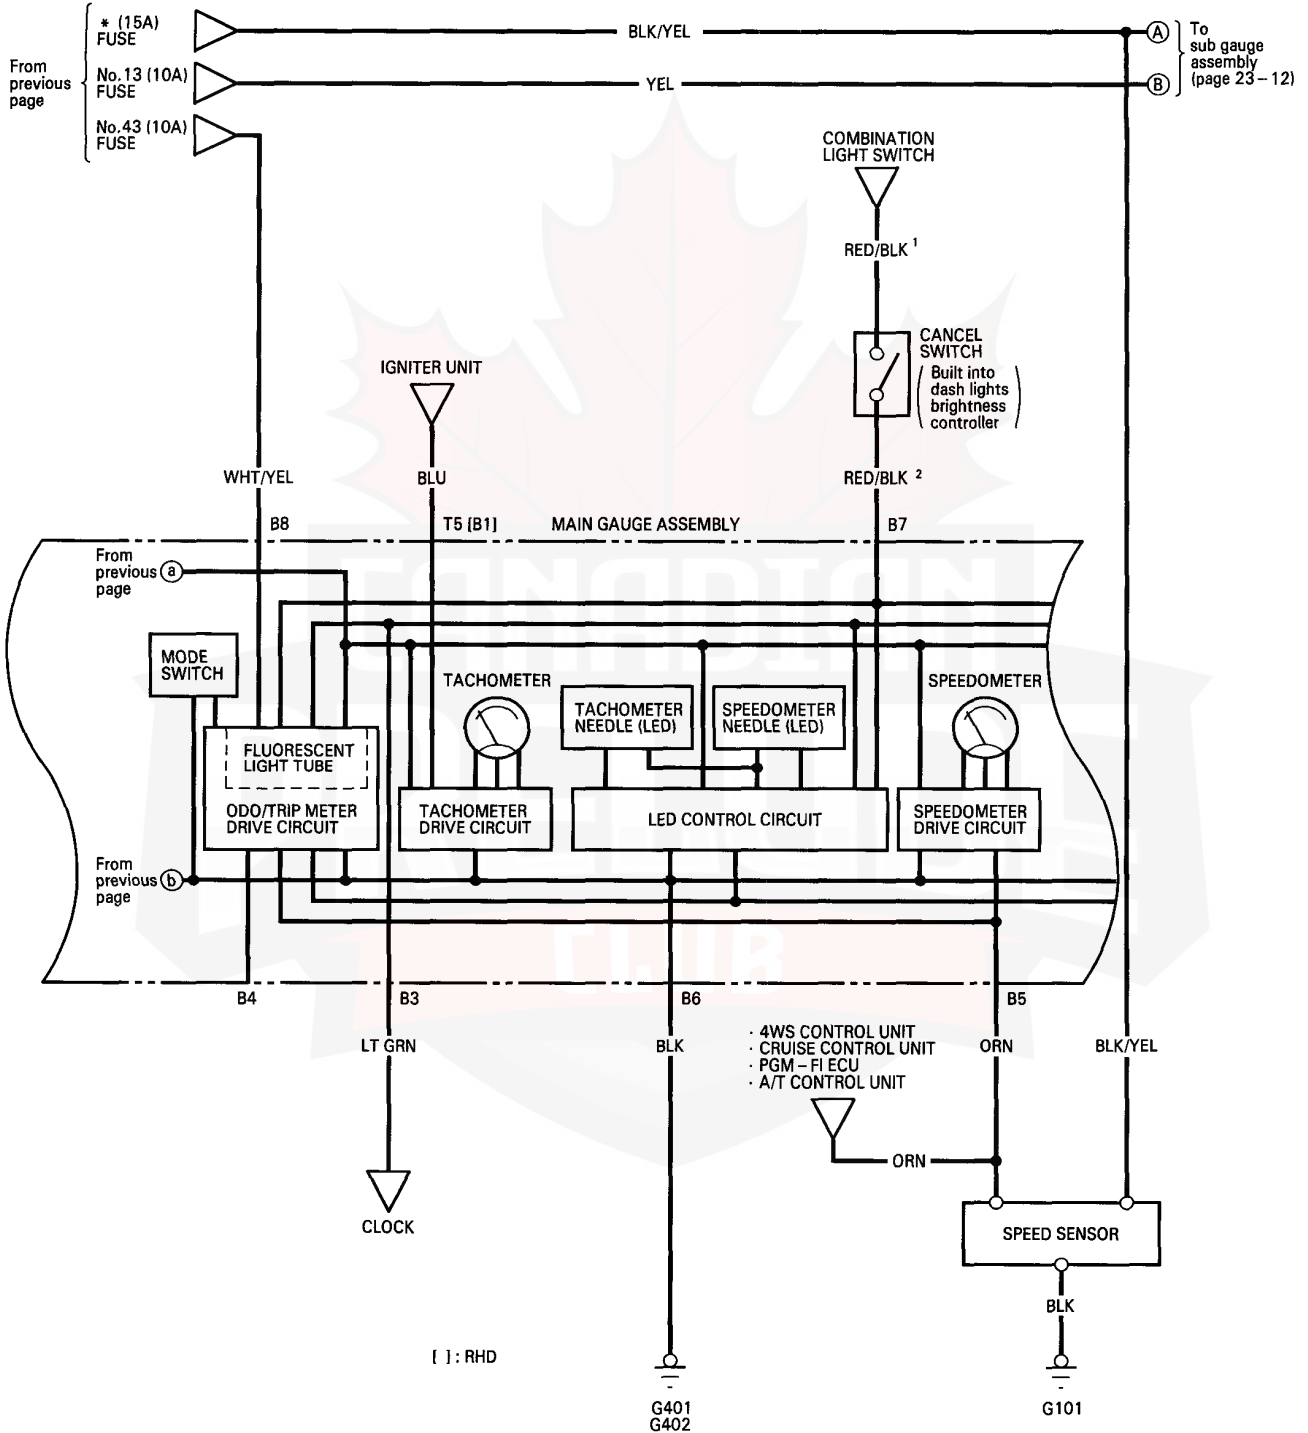 * (15A)
FUSE
BLK/YEL
A
To
sub gauge
assembly
(page 23–12)
From
previous
page
No.13 (10A)
FUSE
YEL
B
No.43 (10A)
FUSE
COMBINATION
LIGHT SWITCH
RED/BLK 1
CANCEL
SWITCH
(Built into
dash lights
brightness
controller)
IGNITER UNIT
WHT/YEL
BLU
RED/BLK 2
B8
T5 [B1]
MAIN GAUGE ASSEMBLY
B7
From
previous
page
a
CANADIAN
MODE
SWITCH
TACHOMETER
SPEEDOMETER
TACHOMETER
NEEDLE (LED)
SPEEDOMETER
NEEDLE (LED)
FLUORESCENT
LIGHT TUBE
ODO/TRIP METER
DRIVE CIRCUIT
TACHOMETER
DRIVE CIRCUIT
LED CONTROL CIRCUIT
SPEEDOMETER
DRIVE CIRCUIT
PRELUDE
From
previous
page
b
CLUB
B4
B3
B6
B5
LT GRN
BLK
· 4WS CONTROL UNIT
· CRUISE CONTROL UNIT
· PGM–FI ECU
· A/T CONTROL UNIT
ORN
BLK/YEL
ORN
CLOCK
SPEED SENSOR
BLK
[ ] : RHD
G401
G402
G101